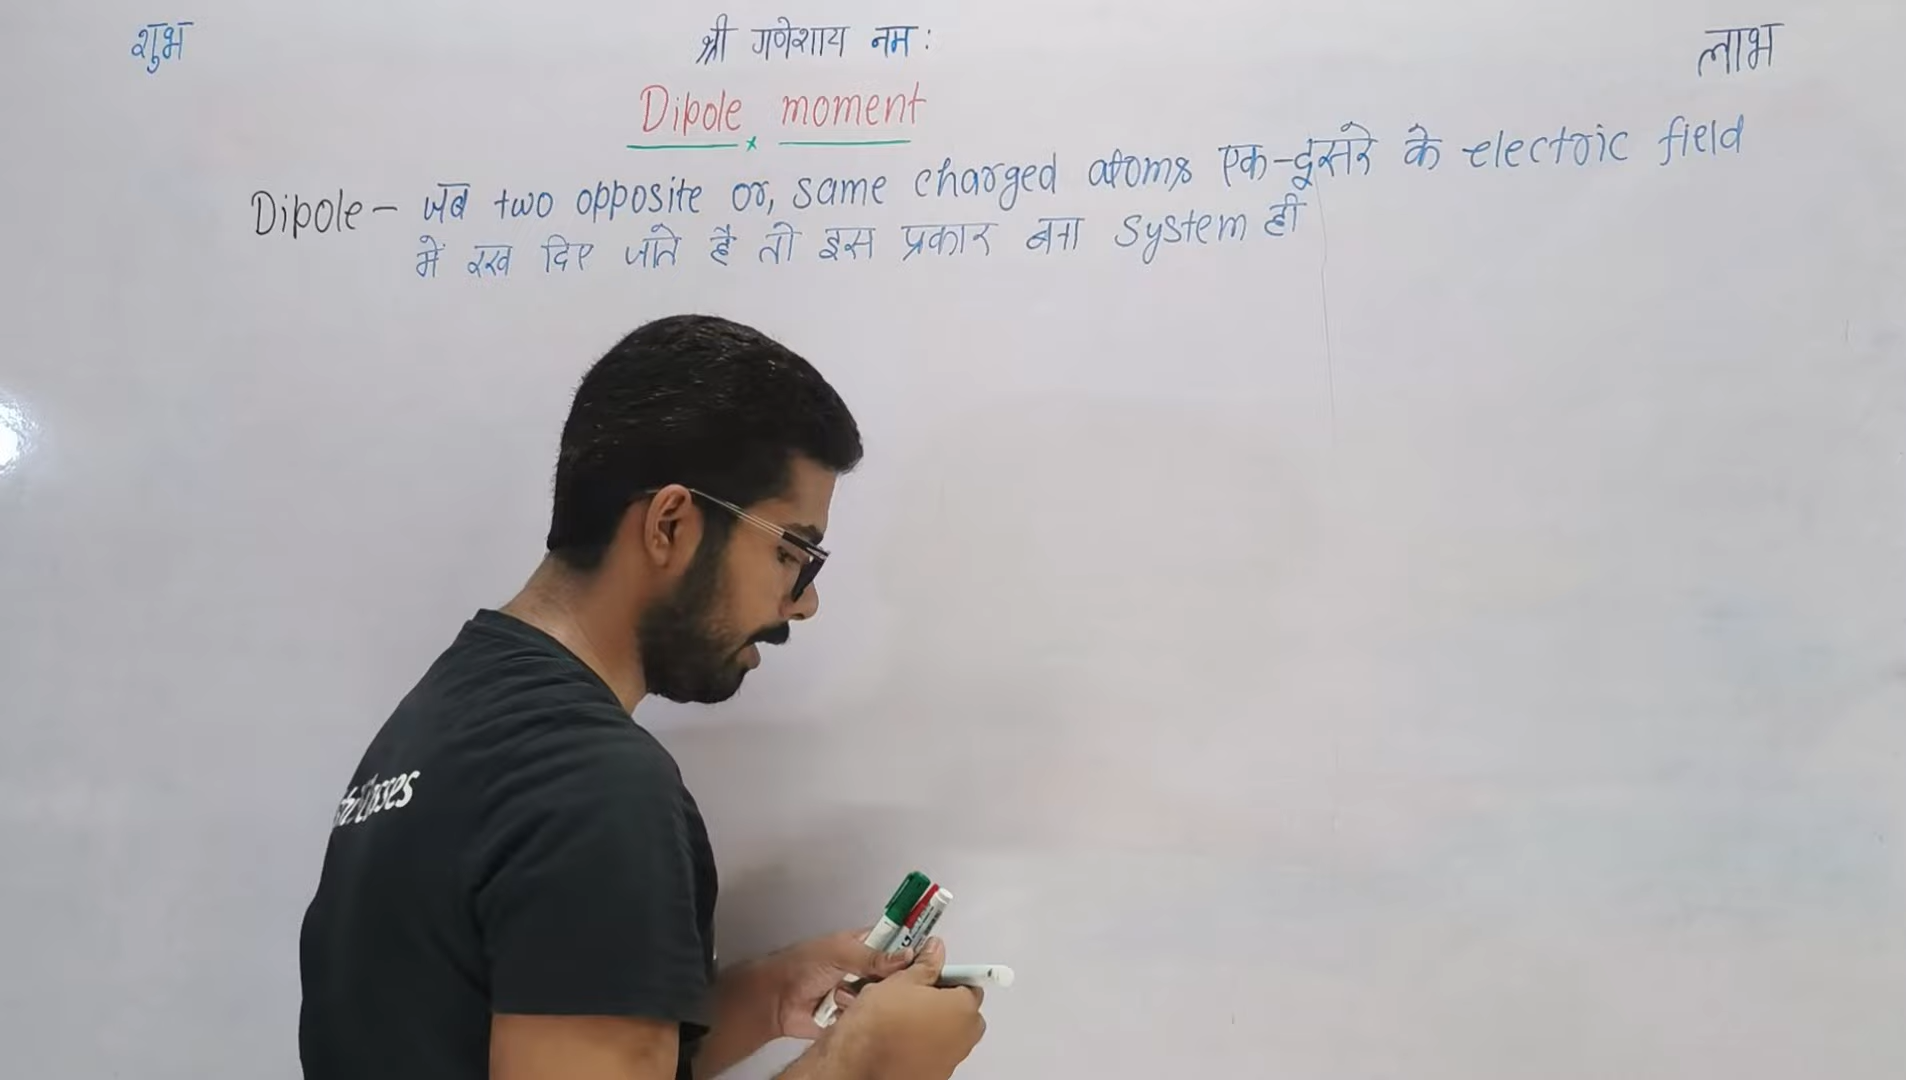 शुभ श्री गणेशाय नम: लाभ
Dipole moment
Dipole - जब two opposite or, same charged atoms एक-दूसरे के electric field
में रख दिए जाते है तो इस प्रकार बना system ही